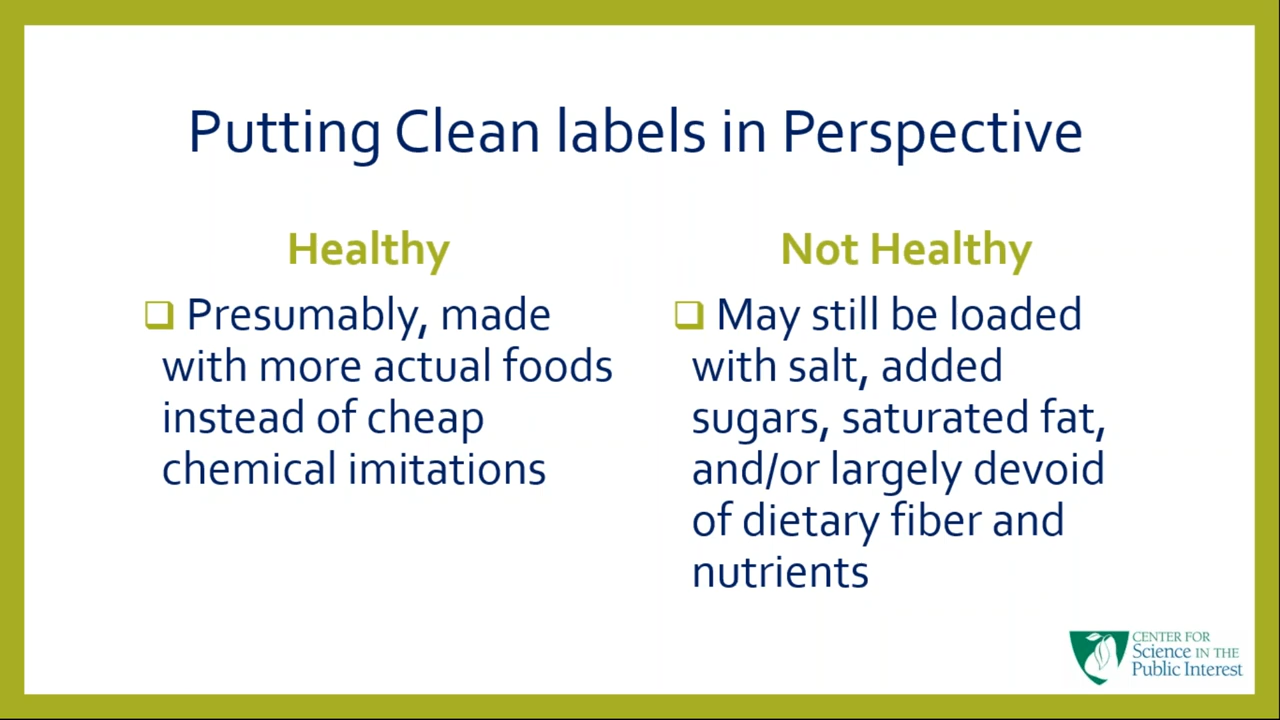 Putting Clean labels in Perspective
Healthy
Presumably, made
with more actual foods
instead of cheap
chemical imitations
Not Healthy
May still be loaded
with salt, added
sugars, saturated fat,
and/or largely devoid
of dietary fiber and
nutrients
CENTER FOR
Science IN THE
Public Interest